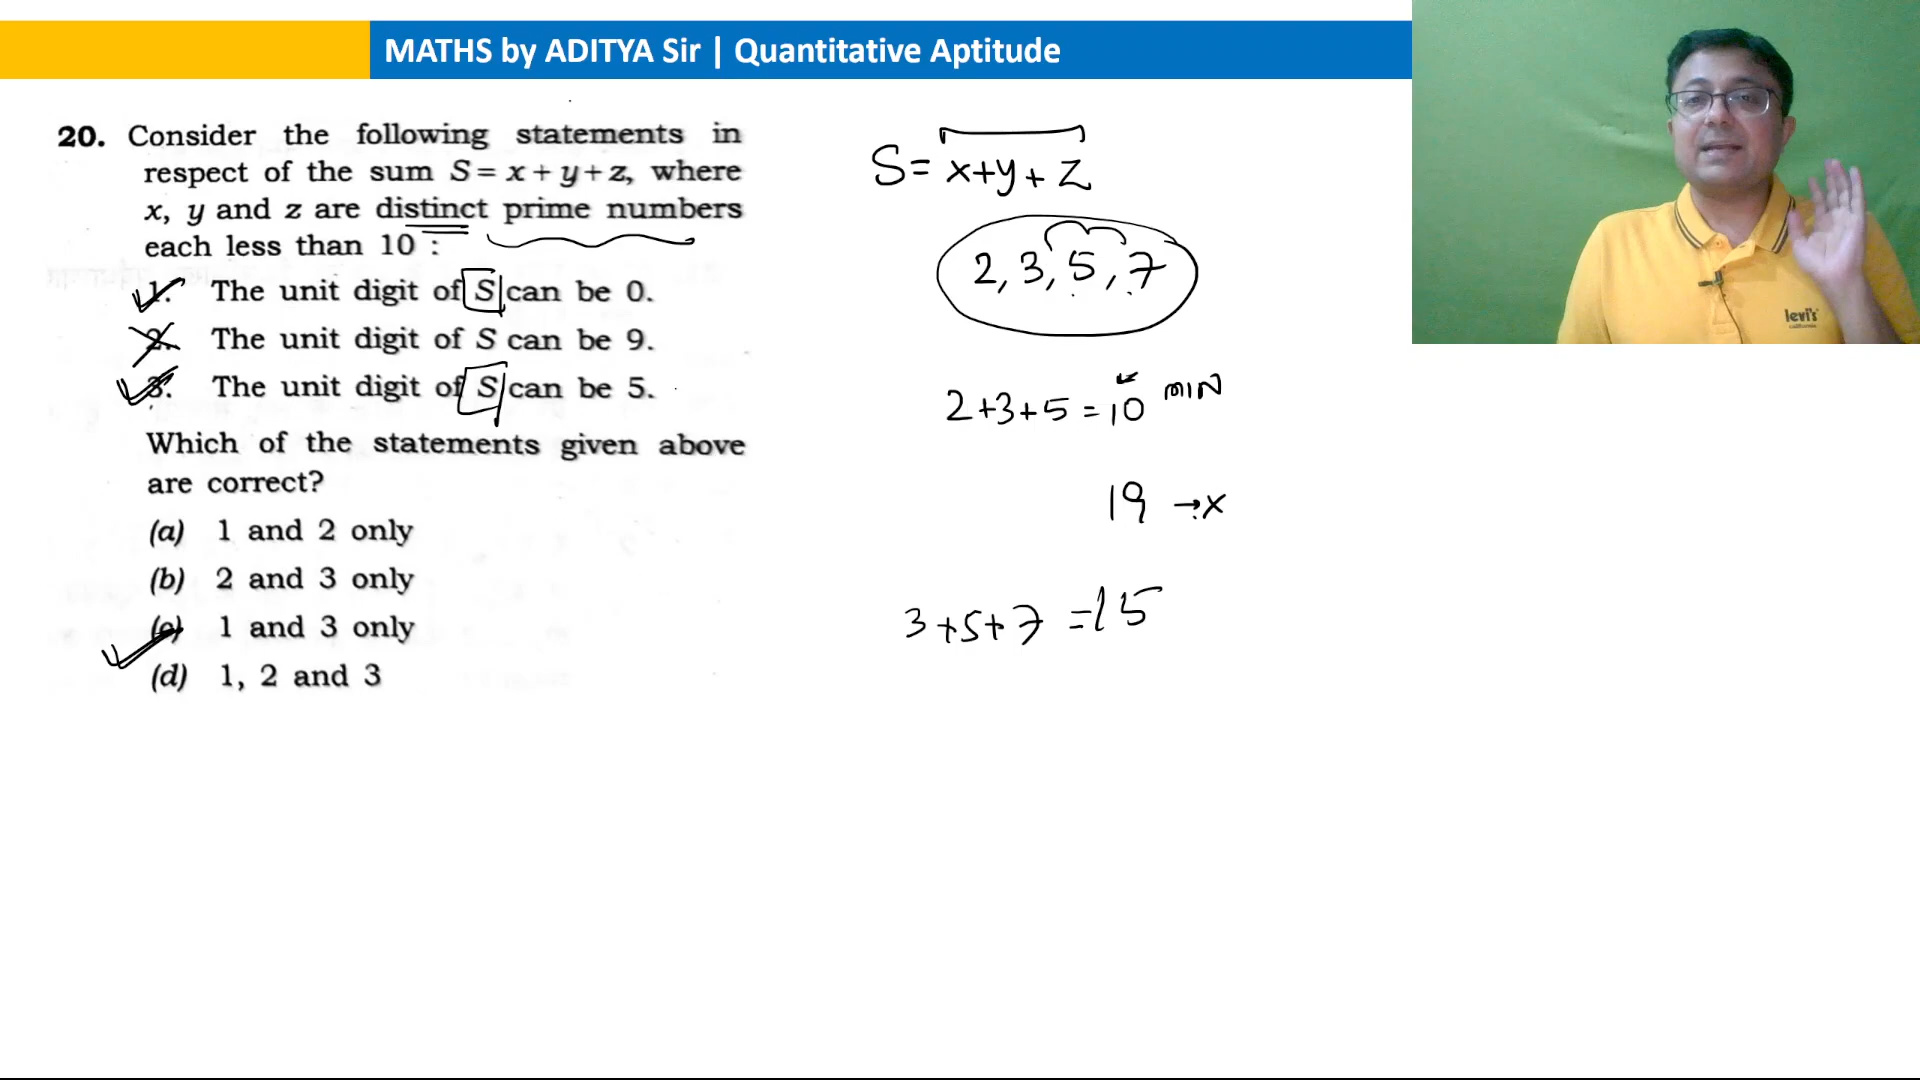 MATHS by ADITYA Sir | Quantitative Aptitude
20. Consider the following statements in
respect of the sum S = x + y + z, where
x, y and z are distinct prime numbers
each less than 10 :
1. The unit digit of S can be 0.
2. The unit digit of S can be 9.
3. The unit digit of S can be 5.
Which of the statements given above
are correct?
(a) 1 and 2 only
(b) 2 and 3 only
(c) 1 and 3 only
(d) 1, 2 and 3
S = x+y+z
2, 3, 5, 7
2+3+5 = 10 MIN
19 → x
3+5+7 = 15
levi's